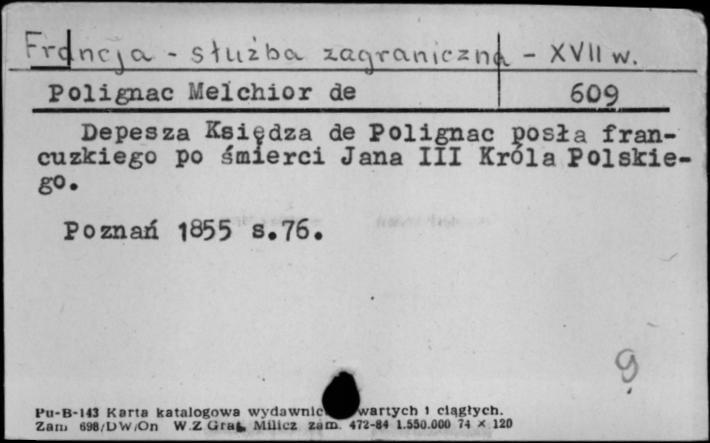 Francja - służba zagraniczna - XVII w.
Polignac Melchior de 609
Depesza Księdza de Polignac posła fran-
cuzkiego po śmierci Jana III Króla Polskie-
go.
Poznań 1855 s.76.
9
Pu-B-143 Karta katalogowa wydawnic wartych i ciągłych.
Zam 698/DW/On W.Z Graf. Milicz zam. 472-84 1.550.000 74 × 120